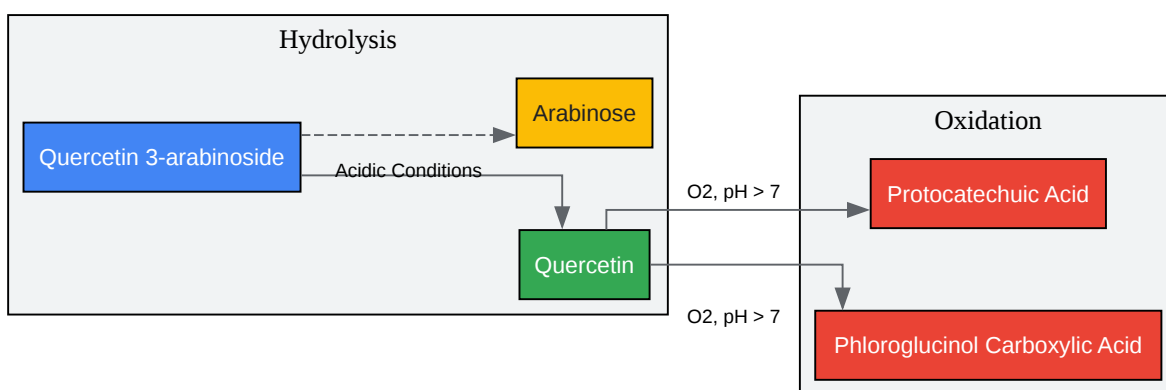 Hydrolysis
Arabinose
Quercetin 3-arabinoside
Acidic Conditions
Quercetin
O2, pH > 7
O2, pH > 7
Oxidation
Protocatechuic Acid
Phloroglucinol Carboxylic Acid